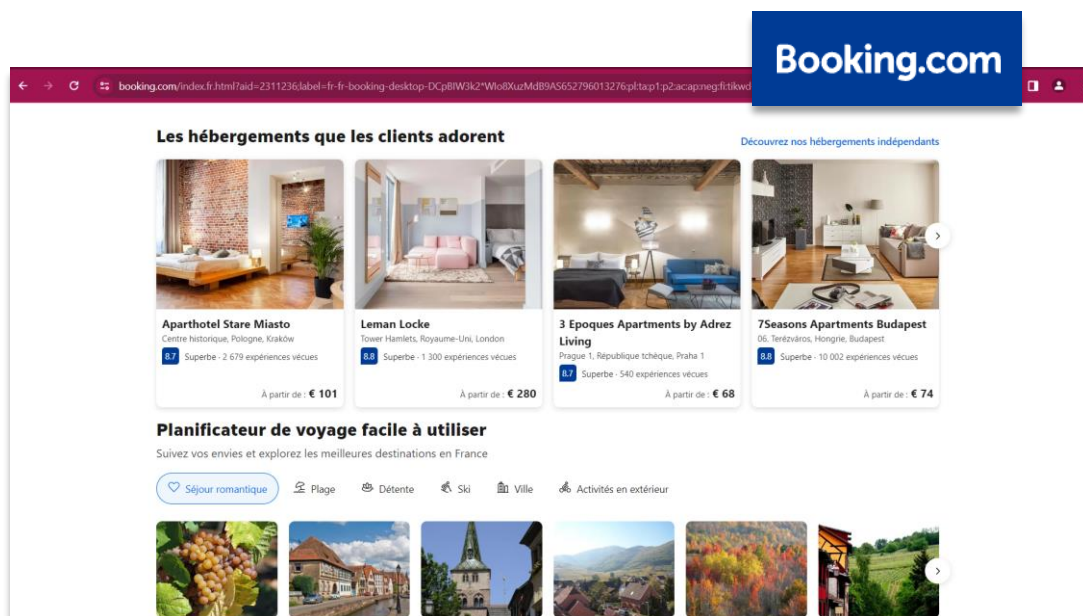 Booking.com
booking.com/index.fr.html?aid=2311236;label=fr-fr-booking-desktop-DCpBIW3k2*Wlo8XuzMdB9AS652796013276:pl:ta:p1:p2:ac:ap:neg:fi:tikwd
Les hébergements que les clients adorent
Découvrez nos hébergements indépendants
Aparthotel Stare Miasto
Centre historique, Pologne, Kraków
8.7 Superbe · 2 679 expériences vécues
À partir de : € 101
Leman Locke
Tower Hamlets, Royaume-Uni, London
8.8 Superbe · 1 300 expériences vécues
À partir de : € 280
3 Epoques Apartments by Adrez
Living
Prague 1, République tchèque, Praha 1
8.7 Superbe · 540 expériences vécues
À partir de : € 68
7Seasons Apartments Budapest
06. Terézváros, Hongrie, Budapest
8.8 Superbe · 10 002 expériences vécues
À partir de : € 74
Planificateur de voyage facile à utiliser
Suivez vos envies et explorez les meilleures destinations en France
Séjour romantique Plage Détente Ski Ville Activités en extérieur